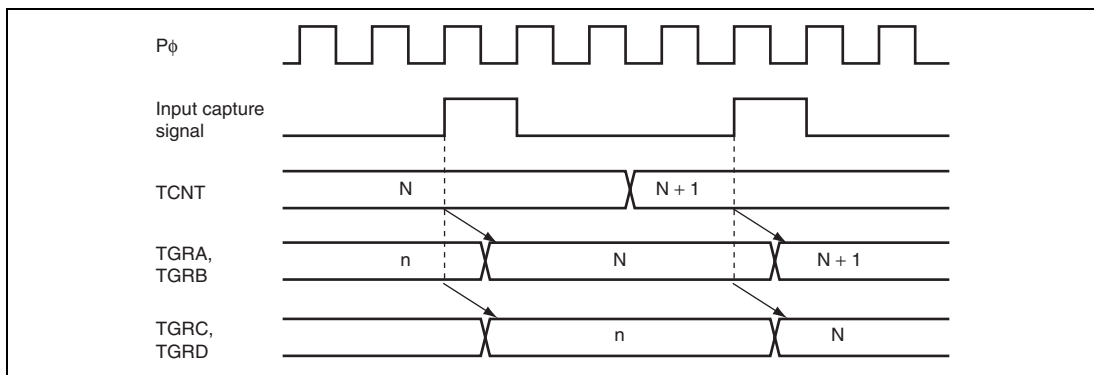 Pφ
Input capture
signal
TCNT
N
N + 1
TGRA,
TGRB
n
N
N + 1
TGRC,
TGRD
n
N